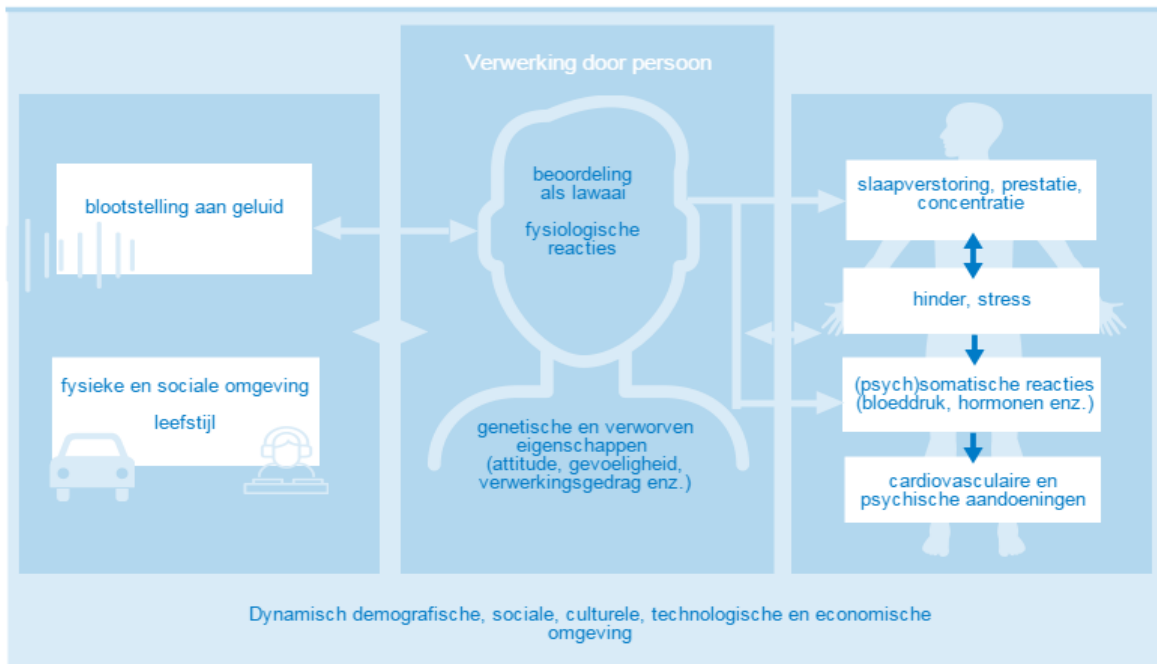 Verwerking door persoon
blootstelling aan geluid
fysieke en sociale omgeving
leefstijl
beoordeling
als lawaai
fysiologische
reacties
genetische en verworven
eigenschappen
(attitude, gevoeligheid,
verwerkingsgedrag enz.)
slaapverstoring, prestatie,
concentratie
hinder, stress
(psych)somatische reacties
(bloeddruk, hormonen enz.)
cardiovasculaire en
psychische aandoeningen
Dynamisch demografische, sociale, culturele, technologische en economische
omgeving